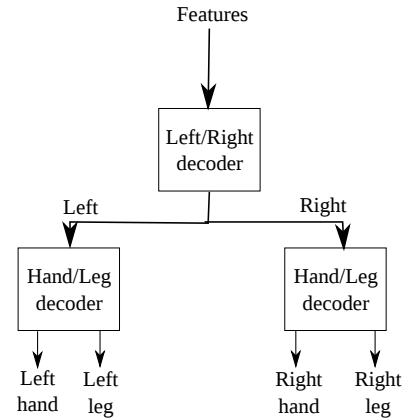 Features
Left/Right
decoder
Left
Right
Hand/Leg
decoder
Hand/Leg
decoder
Left
hand
Left
leg
Right
hand
Right
leg